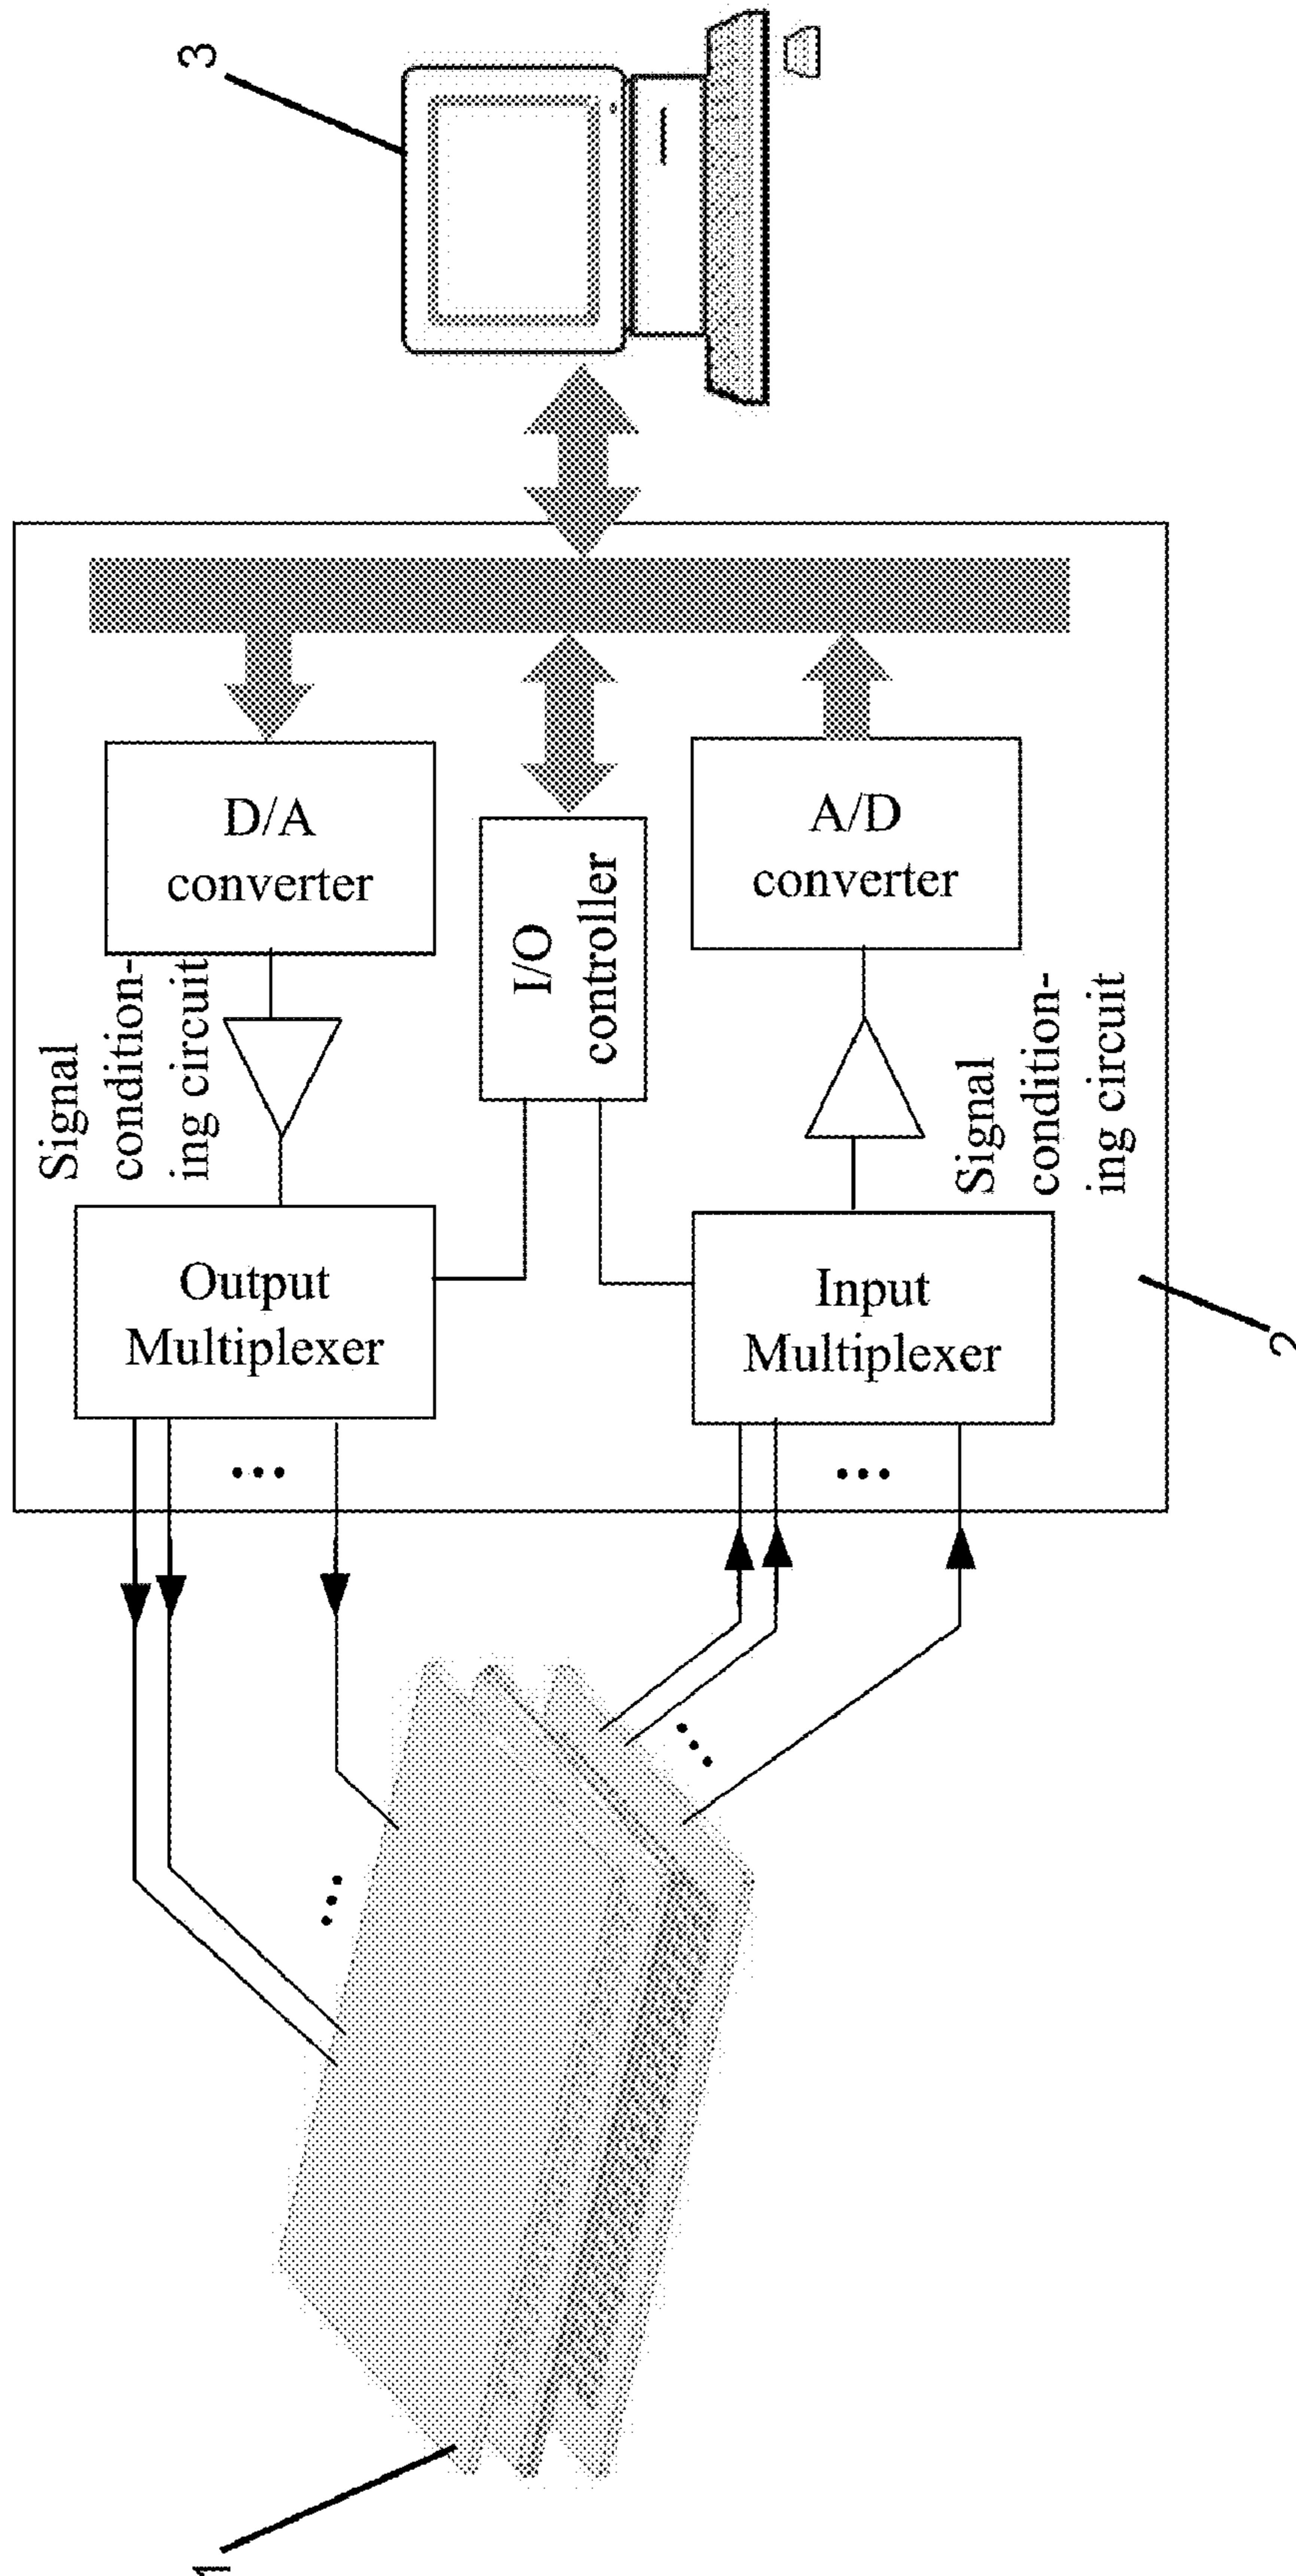 3
D/A
converter
Signal
condition-
ing circuit
I/O
controller
A/D
converter
Signal
condition-
ing circuit
Output
Multiplexer
Input
Multiplexer
2
1